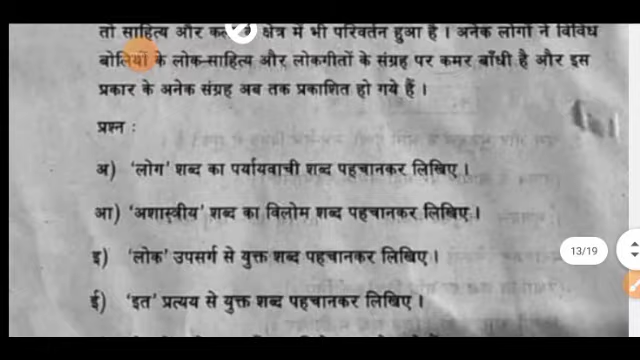 तो साहित्य और क्षेत्र में भी परिवर्तन हुआ है । अनेक लोगों ने विविध
बोलियों के लोक-साहित्य और लोकगीतों के संग्रह पर कमर बाँधी है और इस
प्रकार के अनेक संग्रह अब तक प्रकाशित हो गये हैं ।
प्रश्न :
अ) 'लोग' शब्द का पर्यायवाची शब्द पहचानकर लिखिए ।
आ) 'अशास्त्रीय' शब्द का विलोम शब्द पहचानकर लिखिए ।
इ) 'लोक' उपसर्ग से युक्त शब्द पहचानकर लिखिए ।
13/19
ई) 'इत' प्रत्यय से युक्त शब्द पहचानकर लिखिए ।